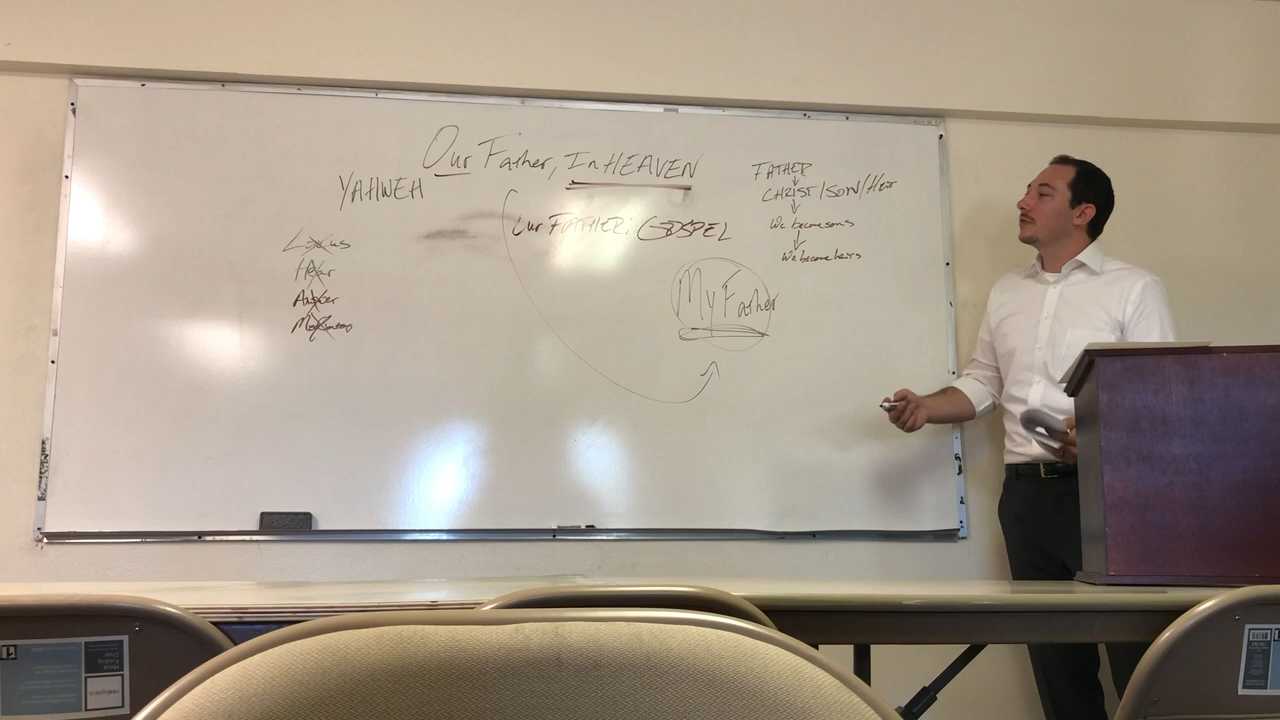 Our Father, In HEAVEN
YAHWEH
Our FATHER: GOSPEL
Hear
Answer
My Father
FATHER
CHRIST/SON/Heir
We become sons
We become heirs